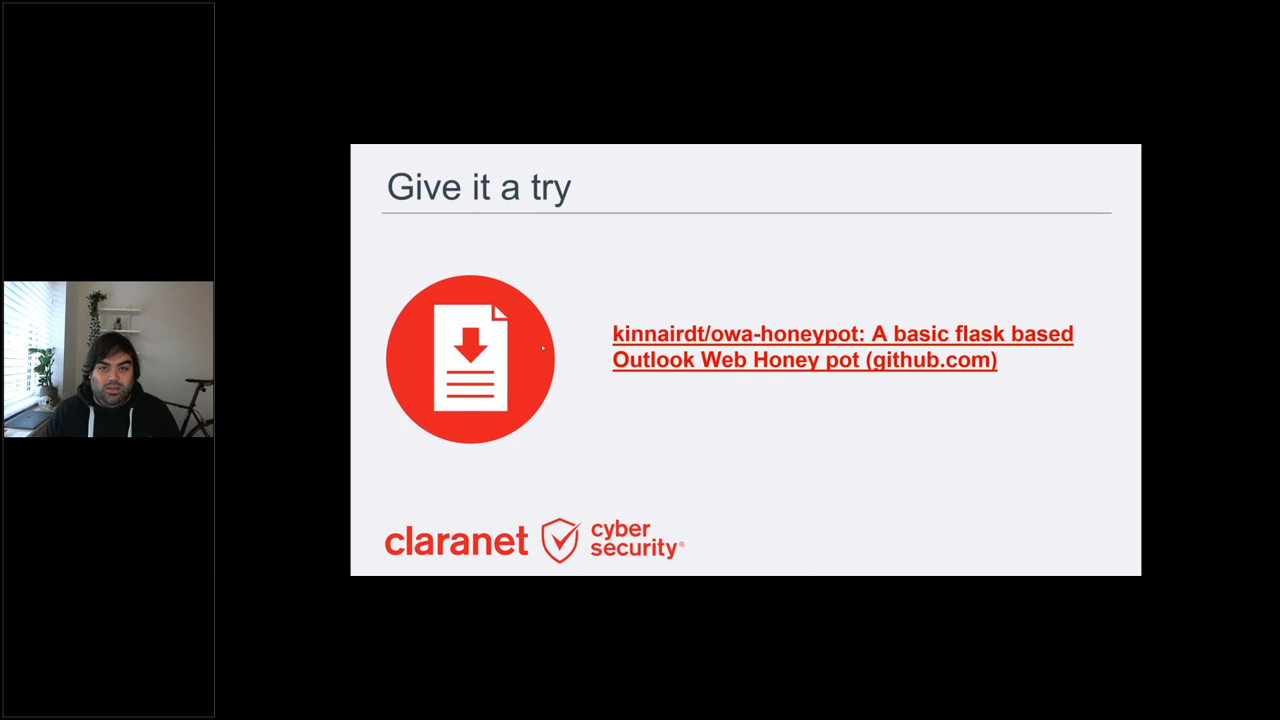 Give it a try
kinnairdt/owa-honeypot: A basic flask based
Outlook Web Honey pot (github.com)
claranet
cyber
security®